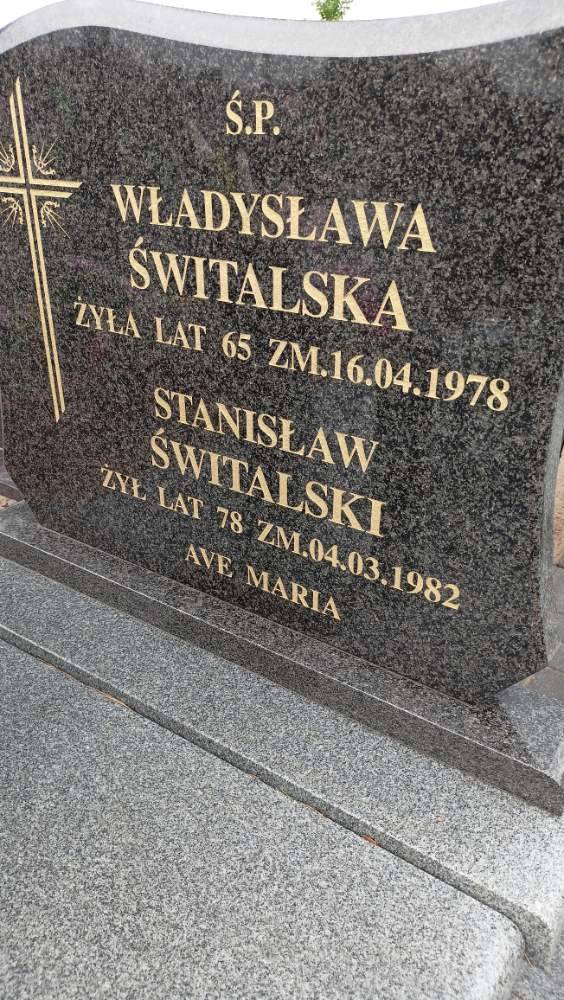 Ś.P.
WŁADYSŁAWA
ŚWITALSKA
ŻYŁA LAT 65 ZM.16.04.1978
STANISŁAW
ŚWITALSKI
ŻYŁ LAT 78 ZM.04.03.1982
AVE MARIA